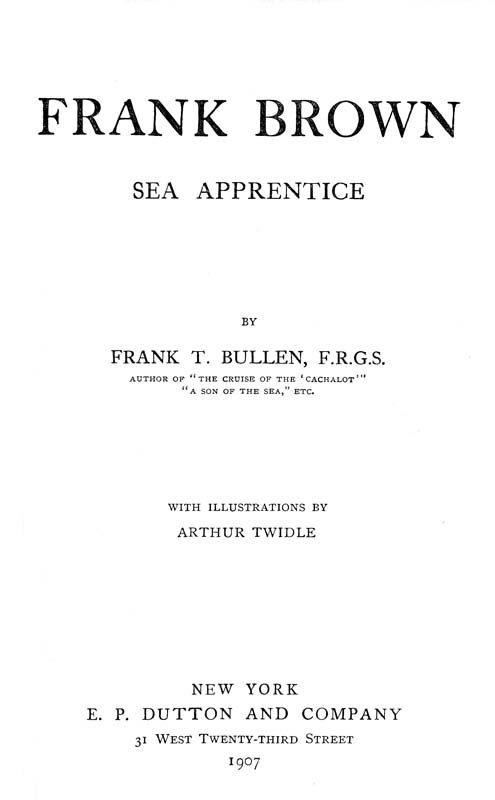 FRANK BROWN
SEA APPRENTICE
BY
FRANK T. BULLEN, F.R.G.S.
AUTHOR OF "THE CRUISE OF THE 'CACHALOT'"
"A SON OF THE SEA," ETC.
WITH ILLUSTRATIONS BY
ARTHUR TWIDLE
NEW YORK
E. P. DUTTON AND COMPANY
31 WEST TWENTY-THIRD STREET
1907